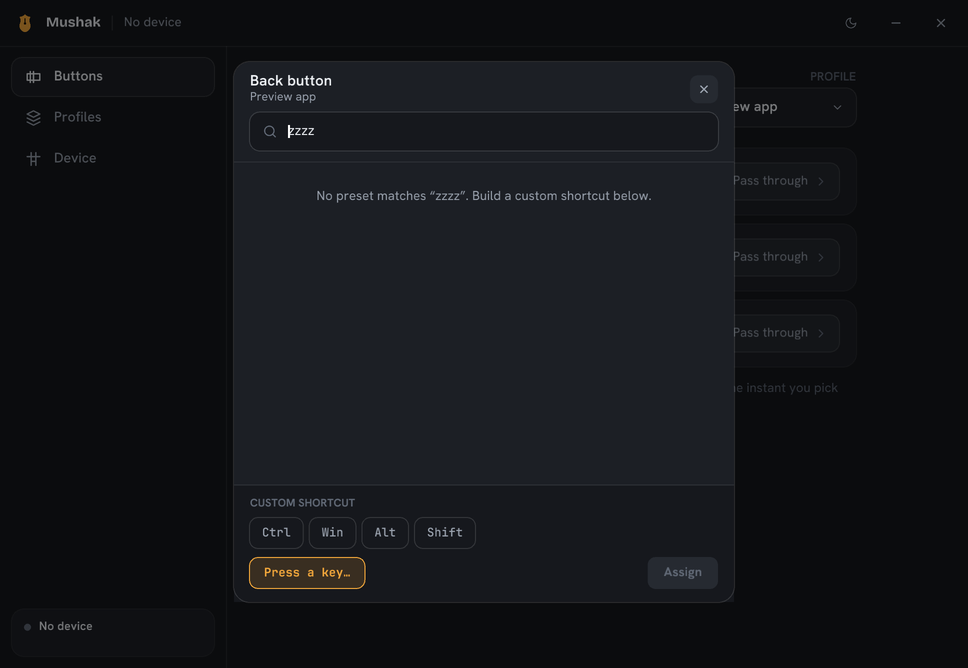 Mushak
No device
Buttons
Profiles
Device
No device
PROFILE
ew app
Pass through
Pass through
Pass through
e instant you pick
Back button
Preview app
zzzz
No preset matches “zzzz”. Build a custom shortcut below.
CUSTOM SHORTCUT
Ctrl Win Alt Shift
Press a key…
Assign